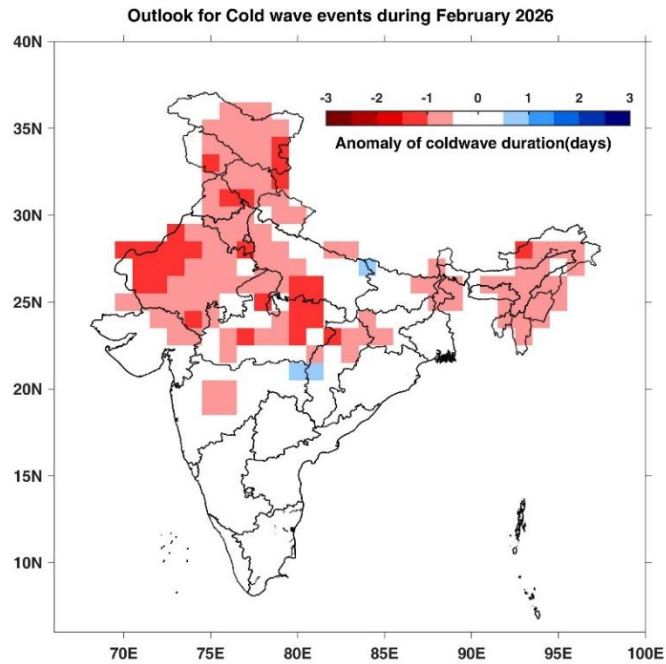 Outlook for Cold wave events during February 2026
40N
-3 -2 -1 0 1 2 3
35N
Anomaly of coldwave duration(days)
30N
25N
20N
15N
10N
70E 75E 80E 85E 90E 95E 100E